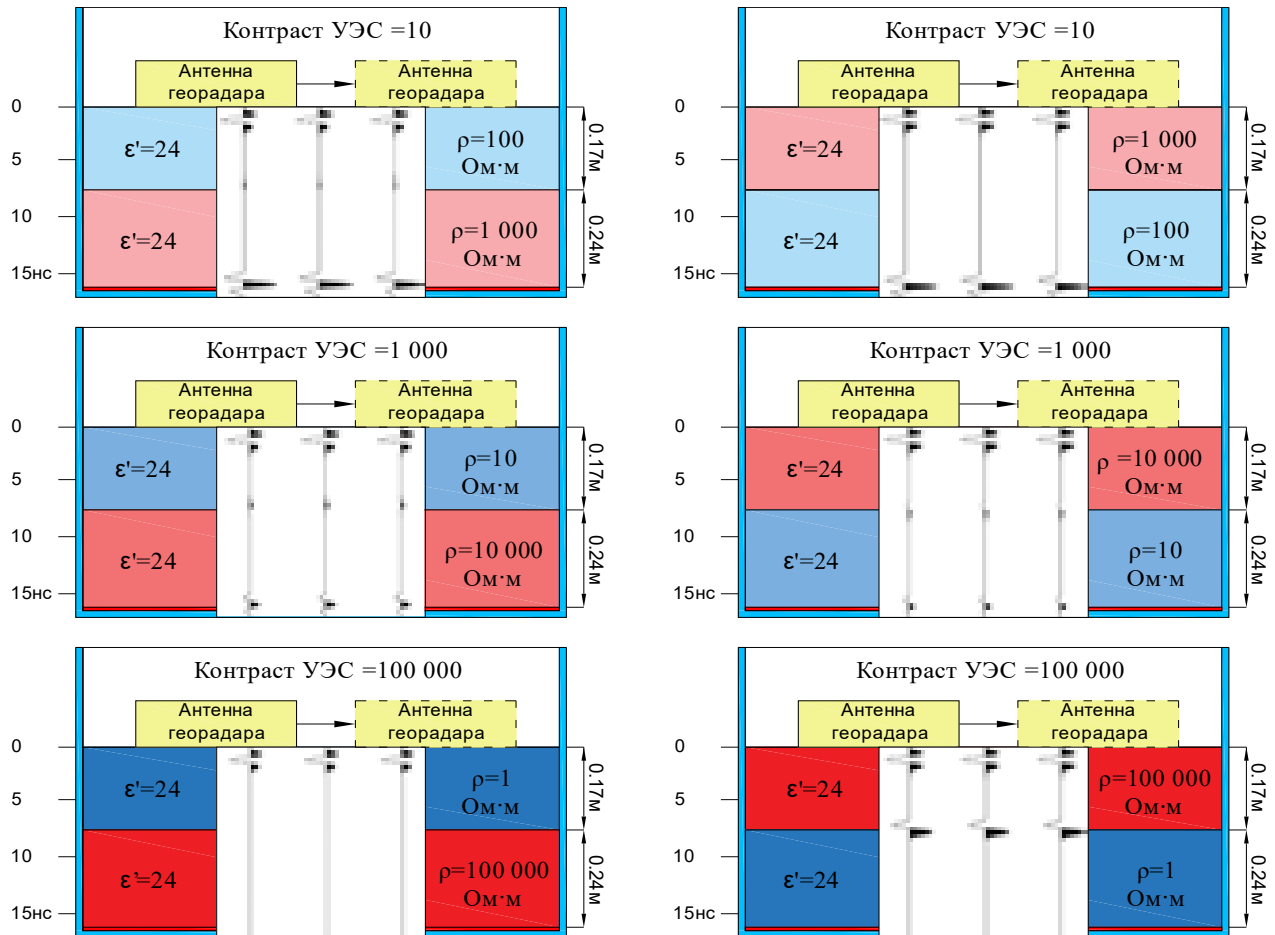 Контраст УЭС =10
Антенна
георадара
Антенна
георадара
0
5
10
15нс
ε'=24
ε'=24
ρ=100
Ом·м
ρ=1 000
Ом·м
0.17м
0.24м
Контраст УЭС =10
Антенна
георадара
Антенна
георадара
0
5
10
15нс
ε'=24
ε'=24
ρ=1 000
Ом·м
ρ=100
Ом·м
0.17м
0.24м
Контраст УЭС =1 000
Антенна
георадара
Антенна
георадара
0
5
10
15нс
ε'=24
ε'=24
ρ=10
Ом·м
ρ=10 000
Ом·м
0.17м
0.24м
Контраст УЭС =1 000
Антенна
георадара
Антенна
георадара
0
5
10
15нс
ε'=24
ε'=24
ρ =10 000
Ом·м
ρ=10
Ом·м
0.17м
0.24м
Контраст УЭС =100 000
Антенна
георадара
Антенна
георадара
0
5
10
15нс
ε'=24
ε'=24
ρ=1
Ом·м
ρ=100 000
Ом·м
0.17м
0.24м
Контраст УЭС =100 000
Антенна
георадара
Антенна
георадара
0
5
10
15нс
ε'=24
ε'=24
ρ=100 000
Ом·м
ρ=1
Ом·м
0.17м
0.24м